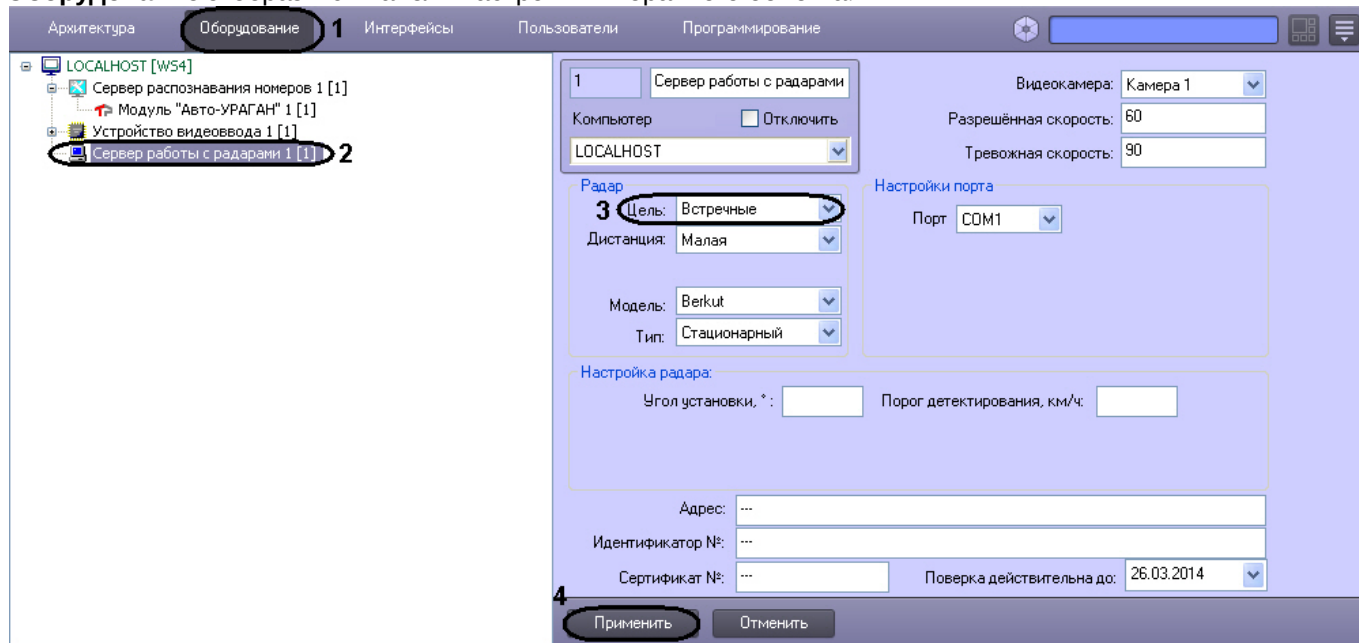 Архитектура Оборудование 1 Интерфейсы Пользователи Программирование
LOCALHOST [WS4]
Сервер распознавания номеров 1 [1]
Модуль "Авто-УРАГАН" 1 [1]
Устройство видеоввода 1 [1]
Сервер работы с радарами 1 [1] 2
1 Сервер работы с радарами
Компьютер Отключить
LOCALHOST
Видеокамера: Камера 1
Разрешённая скорость: 60
Тревожная скорость: 90
Радар
3 Цель: Встречные
Дистанция: Малая
Модель: Berkut
Тип: Стационарный
Настройки порта
Порт COM1
Настройка радара:
Угол установки, ° : Порог детектирования, км/ч:
Адрес: ---
Идентификатор №: ---
Сертификат №: --- Поверка действительна до: 26.03.2014
4
Применить Отменить